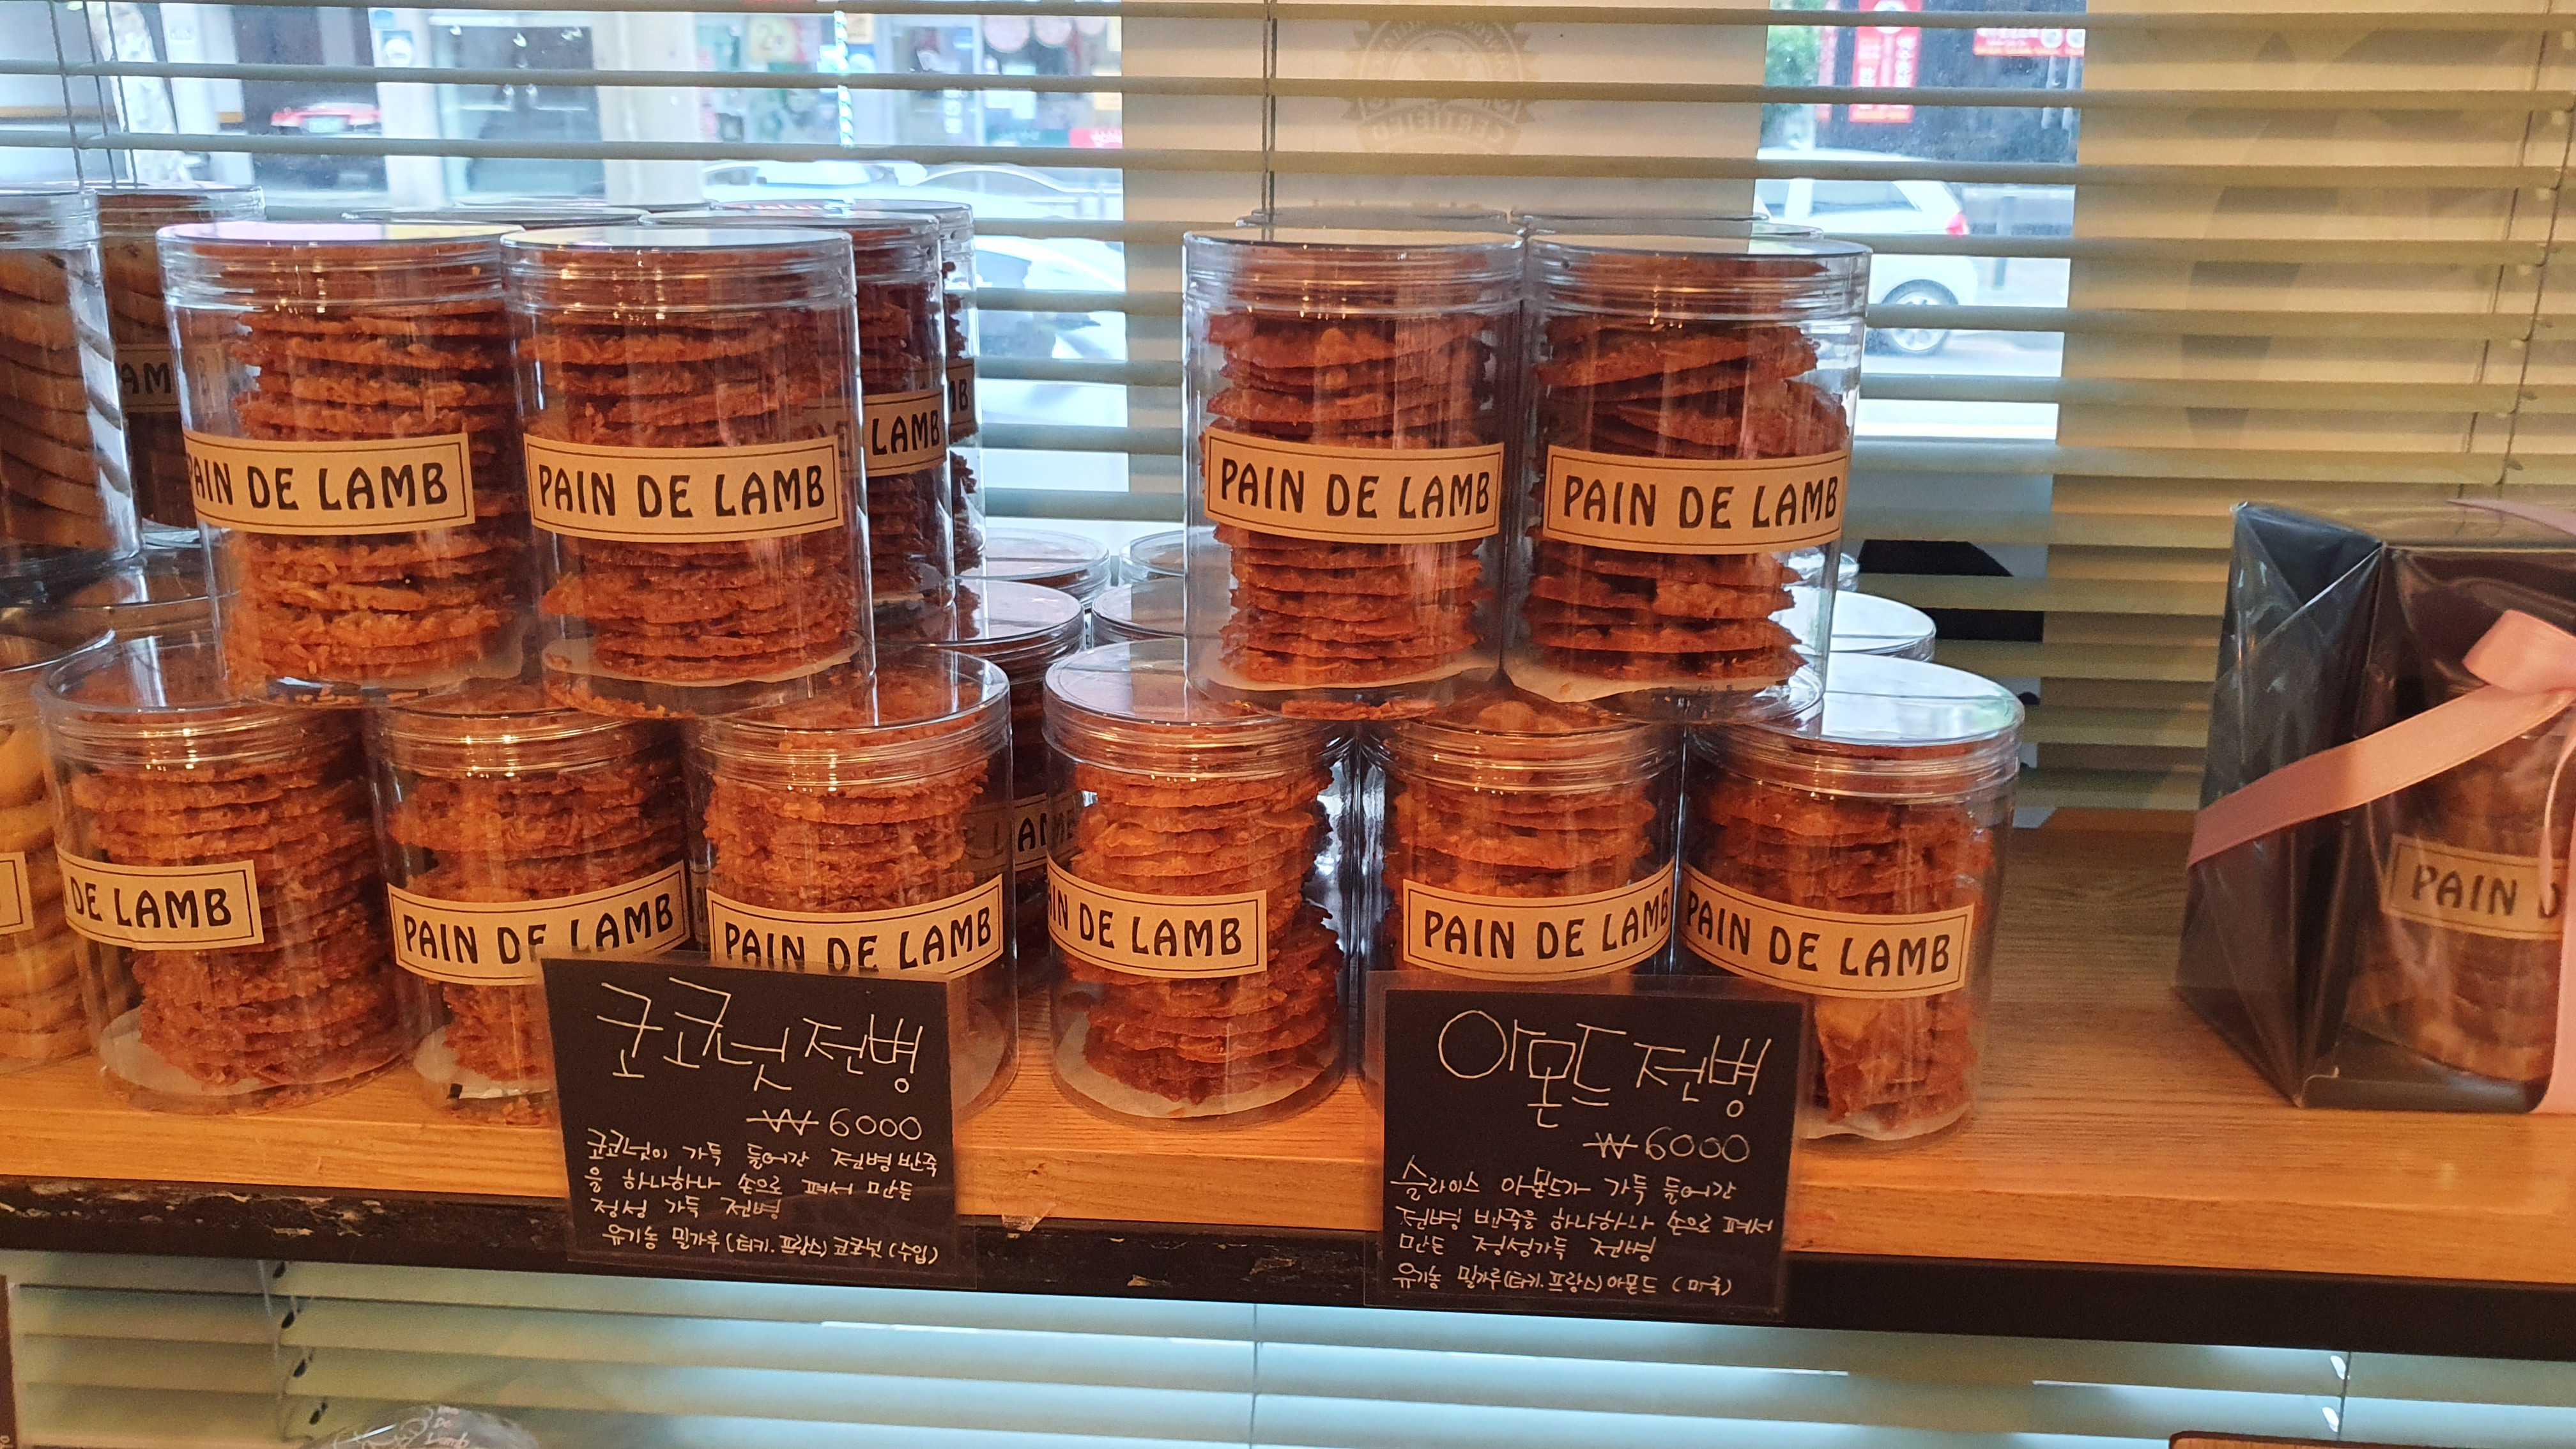 CERTIFIED
AM
LAMB
MB
PAIN DE LAMB
PAIN DE LAMB
PAIN DE LAMB
PAIN DE LAMB
DE LAMB
PAIN DE LAMB
PAIN DE LAMB
LAMB
DE LAMB
PAIN DE LAMB
PAIN DE LAMB
PAIN D
코코넛 전병
₩ 6000
코코넛이 가득 들어간 전병반죽
을 하나하나 손으로 펴서 만든
정성 가득 전병
유기농 밀가루(터키.프랑스) 코코넛 (수입)
아몬드 전병
₩ 6000
슬라이스 아몬드가 가득 들어간
전병 반죽을 하나하나 손으로 펴서
만든 정성가득 전병
유기농 밀가루(터키.프랑스) 아몬드 (미국)